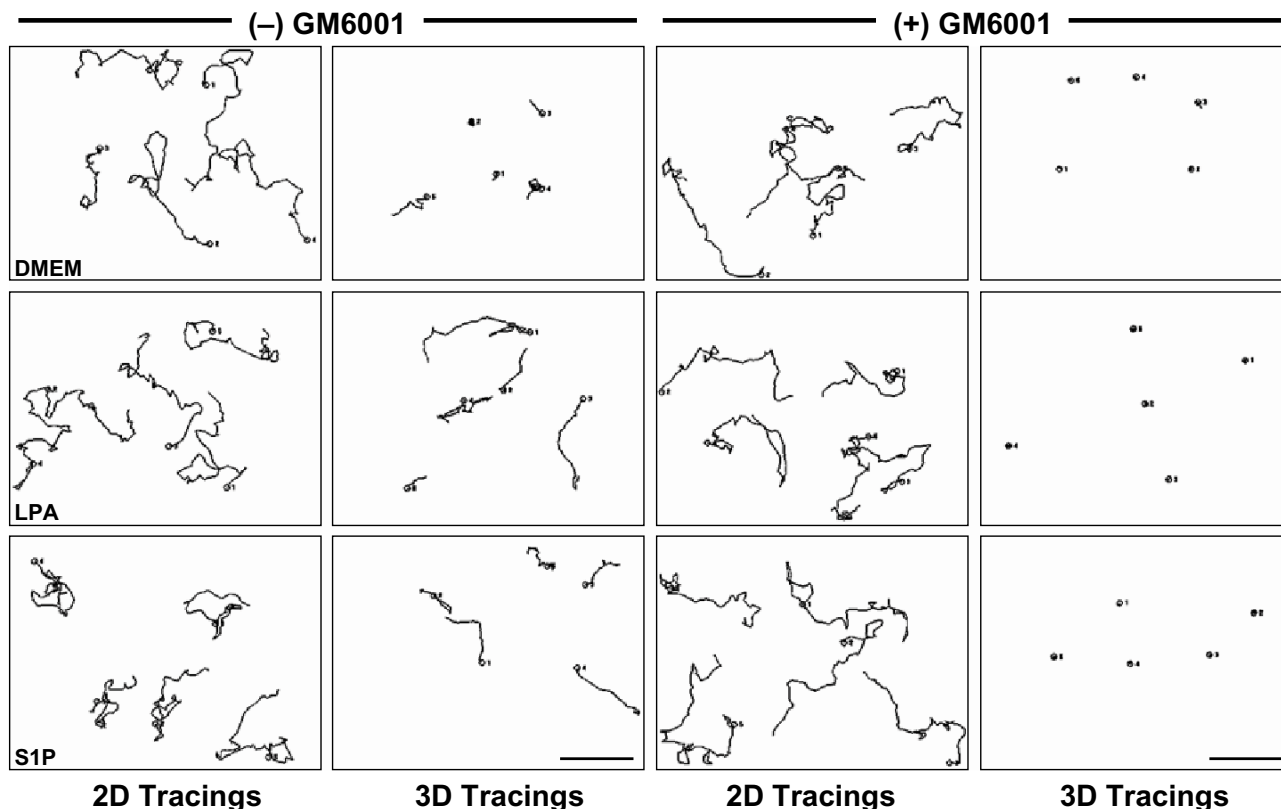 (–) GM6001 (+) GM6001
DMEM
LPA
S1P
2D Tracings 3D Tracings 2D Tracings 3D Tracings